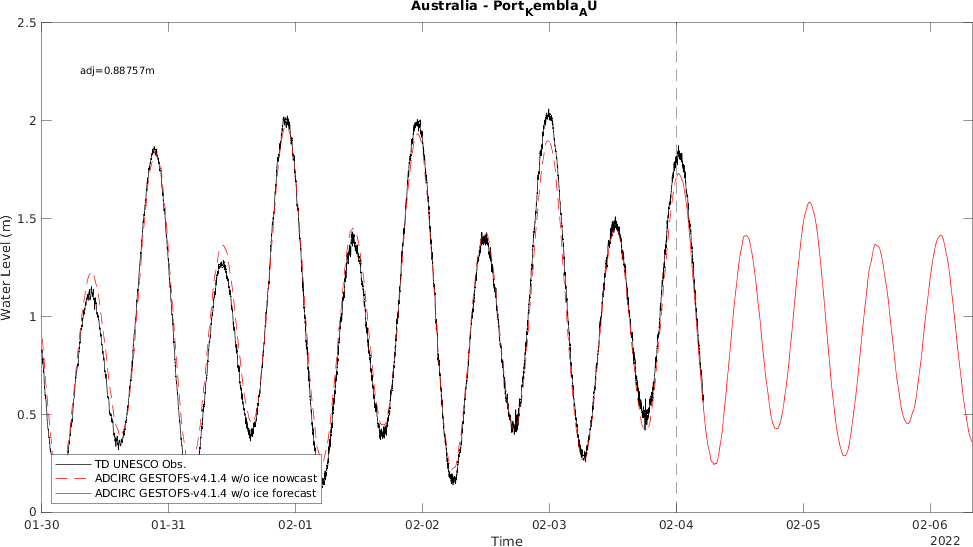 Australia - Port_Kembla_AU
2.5
adj=0.88757m
2
1.5
Water Level (m)
1
0.5
TD UNESCO Obs.
ADCIRC GESTOFS-v4.1.4 w/o ice nowcast
ADCIRC GESTOFS-v4.1.4 w/o ice forecast
0
01-30 01-31 02-01 02-02 02-03 02-04 02-05 02-06
Time 2022